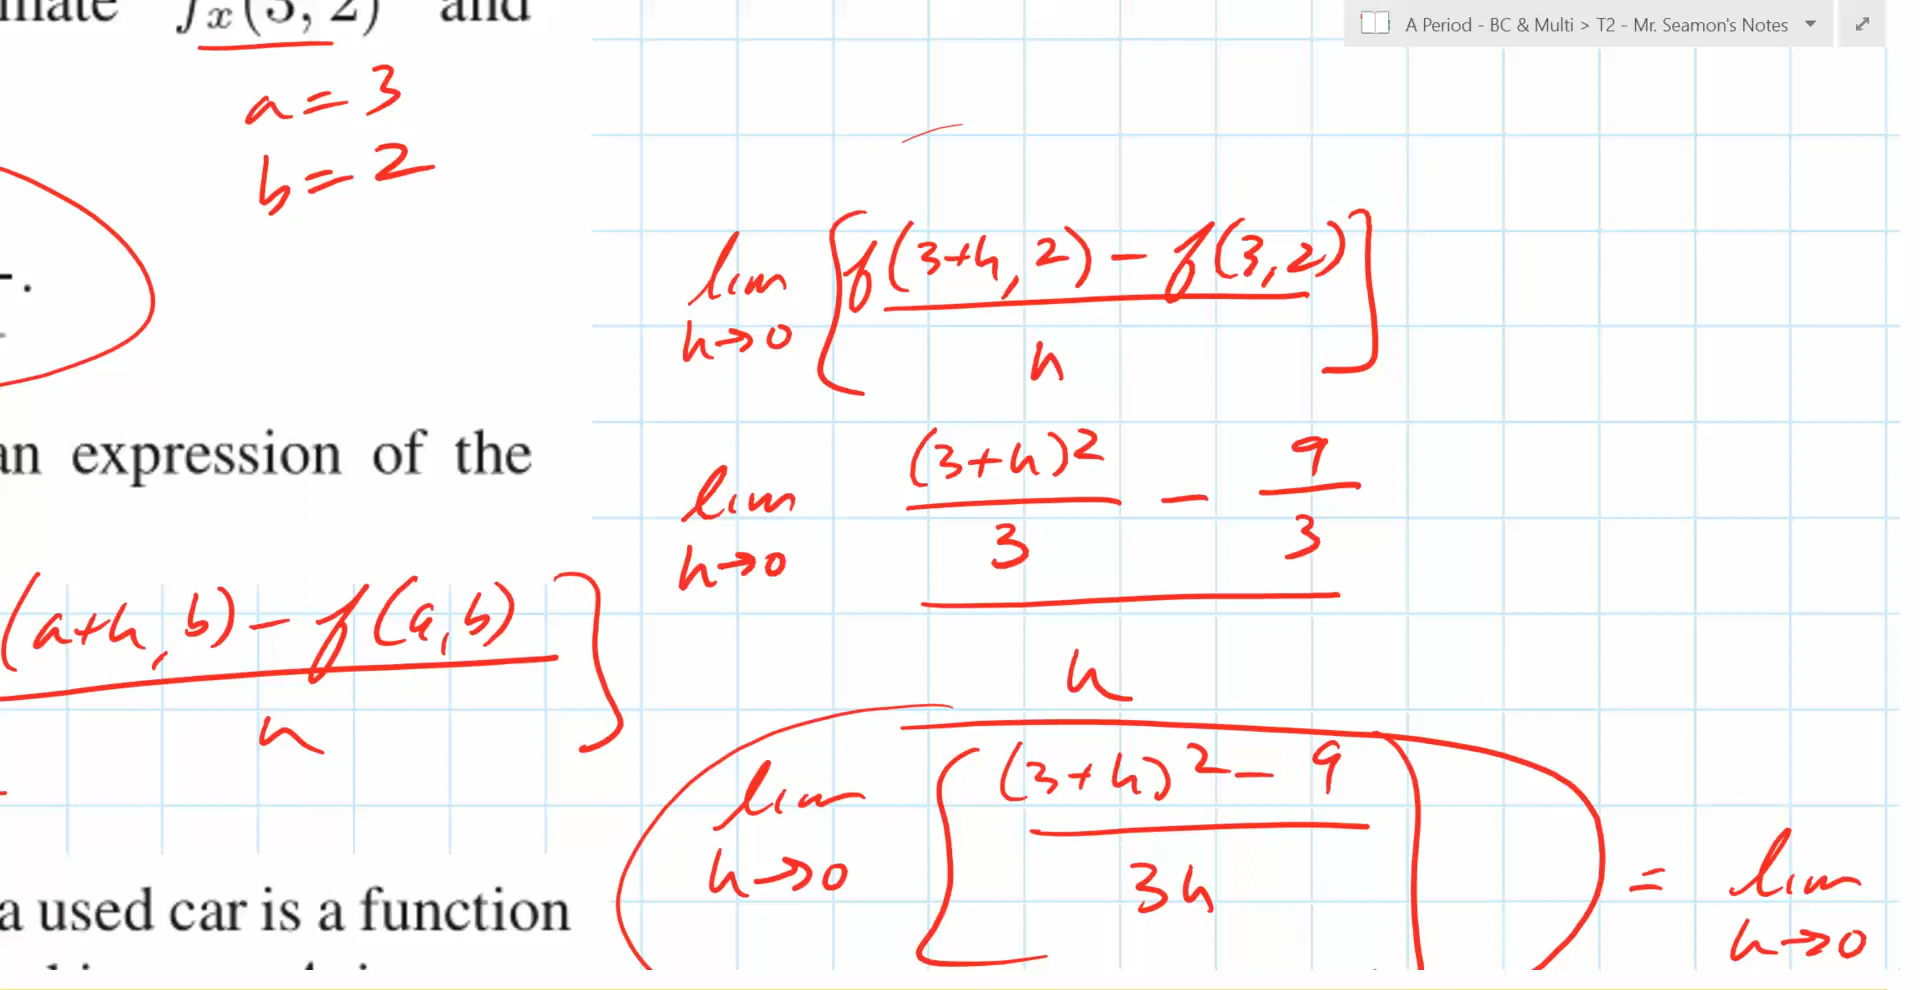 f_x(3, 2) and
A Period - BC & Multi > T2 - Mr. Seamon's Notes
a = 3
b = 2
lim h→0 [f(3+h, 2) - f(3, 2) / h]
an expression of the
lim h→0 ((3+h)^2 / 3 - 9 / 3) / h
(a+h, b) - f(a, b) / h]
lim h→0 [(3+h)^2 - 9 / 3h] = lim h→0
a used car is a function